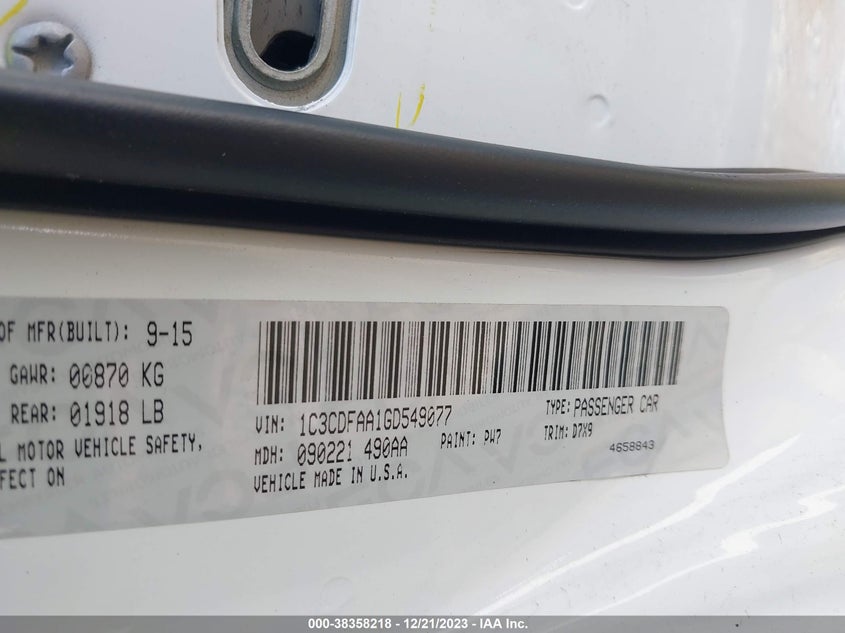 OF MFR(BUILT): 9-15
GAWR: 00870 KG
REAR: 01918 LB
L MOTOR VEHICLE SAFETY,
FECT ON
VIN: 1C3CDFAA1GD549077
TYPE: PASSENGER CAR
MDH: 090221 490AA
PAINT: PW7
TRIM: D7X9
VEHICLE MADE IN U.S.A.
4658843
000-38358218 - 12/21/2023 - IAA Inc.